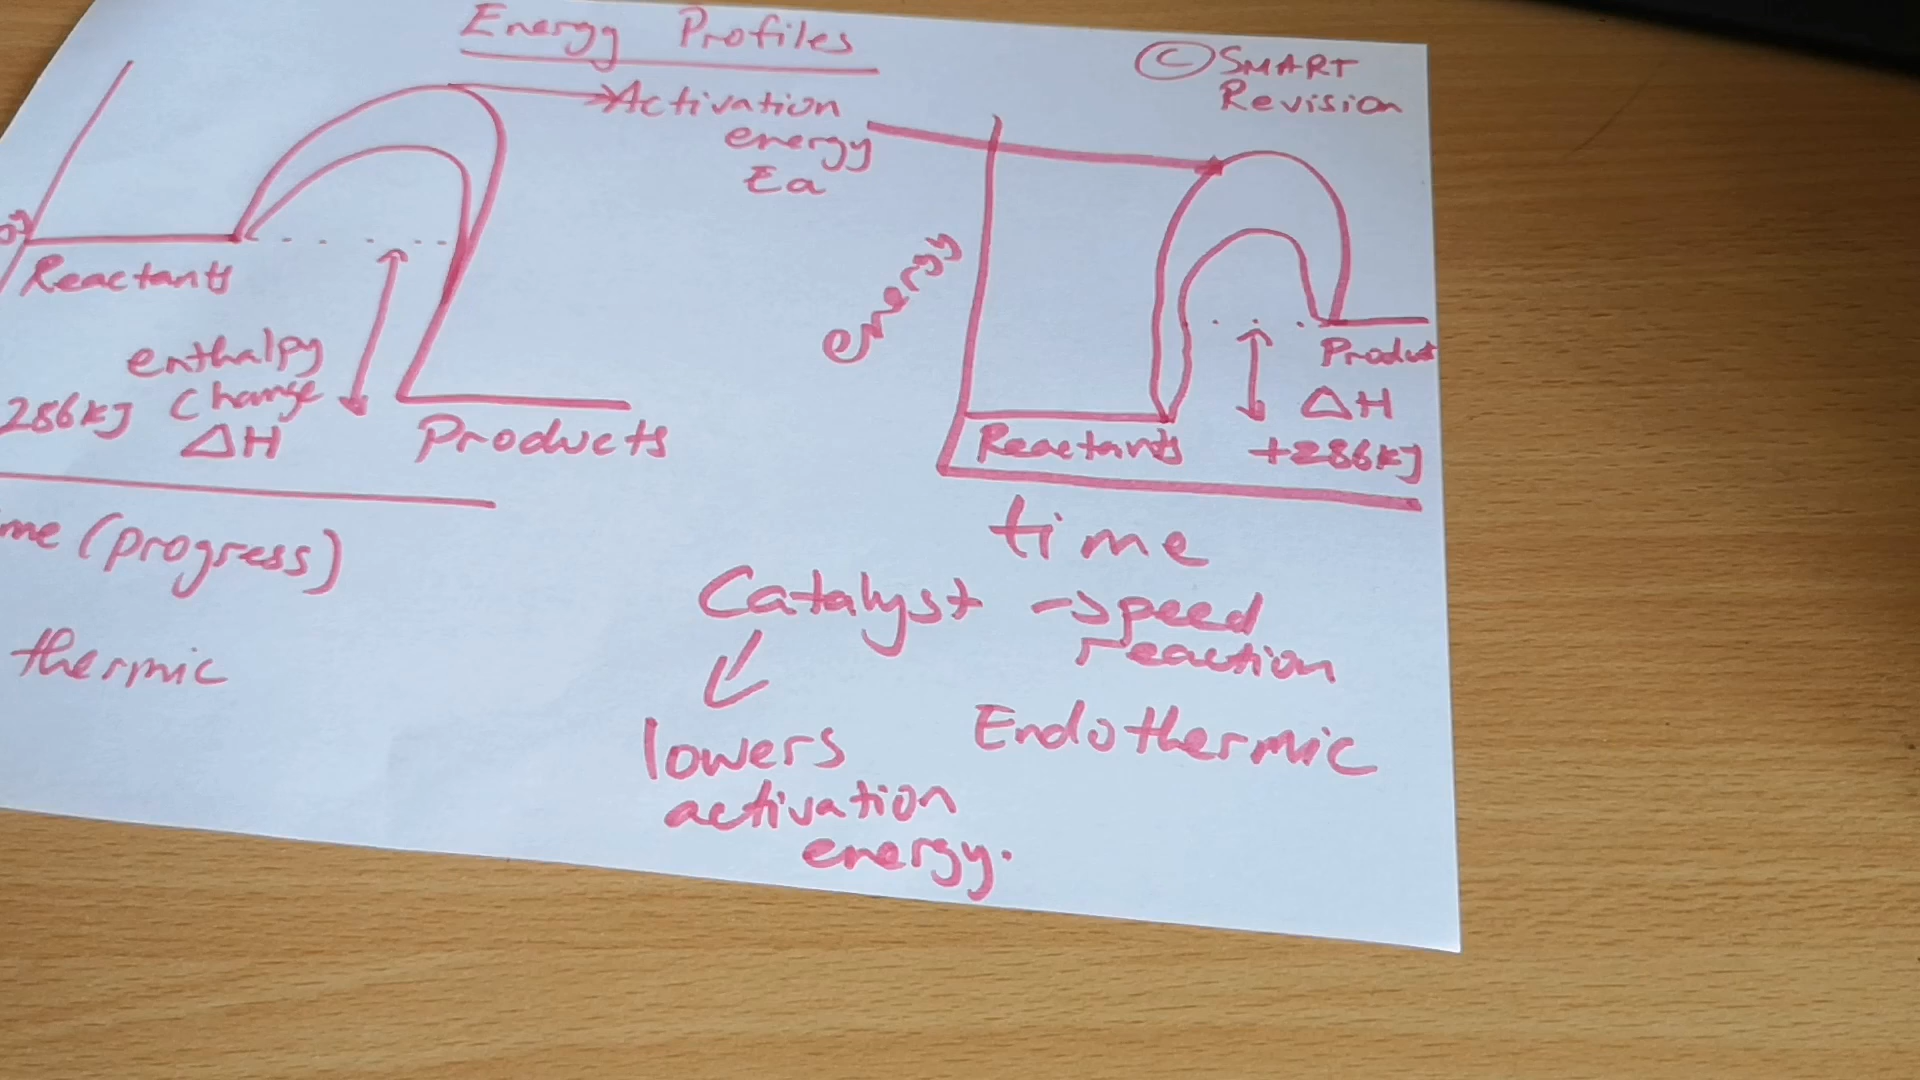 Energy Profiles
© SMART
Revision
Activation
energy
Ea
Reactants
enthalpy
change
286kJ
ΔH
Products
me (progress)
thermic
energy
Reactants
Product
ΔH
+286kJ
time
Catalyst → speed
reaction
lowers
activation
energy.
Endothermic